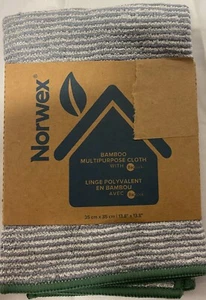 Norwex®
BAMBOO
MULTIPURPOSE CLOTH
WITH
LINGE POLYVALENT
EN BAMBOU
AVEC